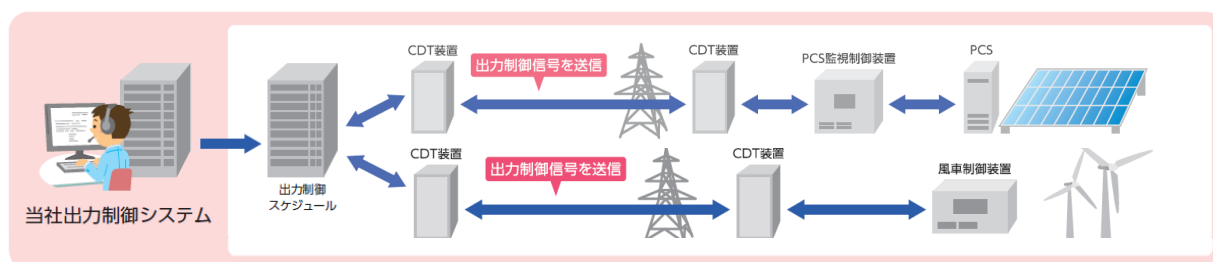 CDT装置
出力制御信号を送信
CDT装置
PCS監視制御装置
PCS
当社出力制御システム
出力制御
スケジュール
CDT装置
出力制御信号を送信
CDT装置
風車制御装置